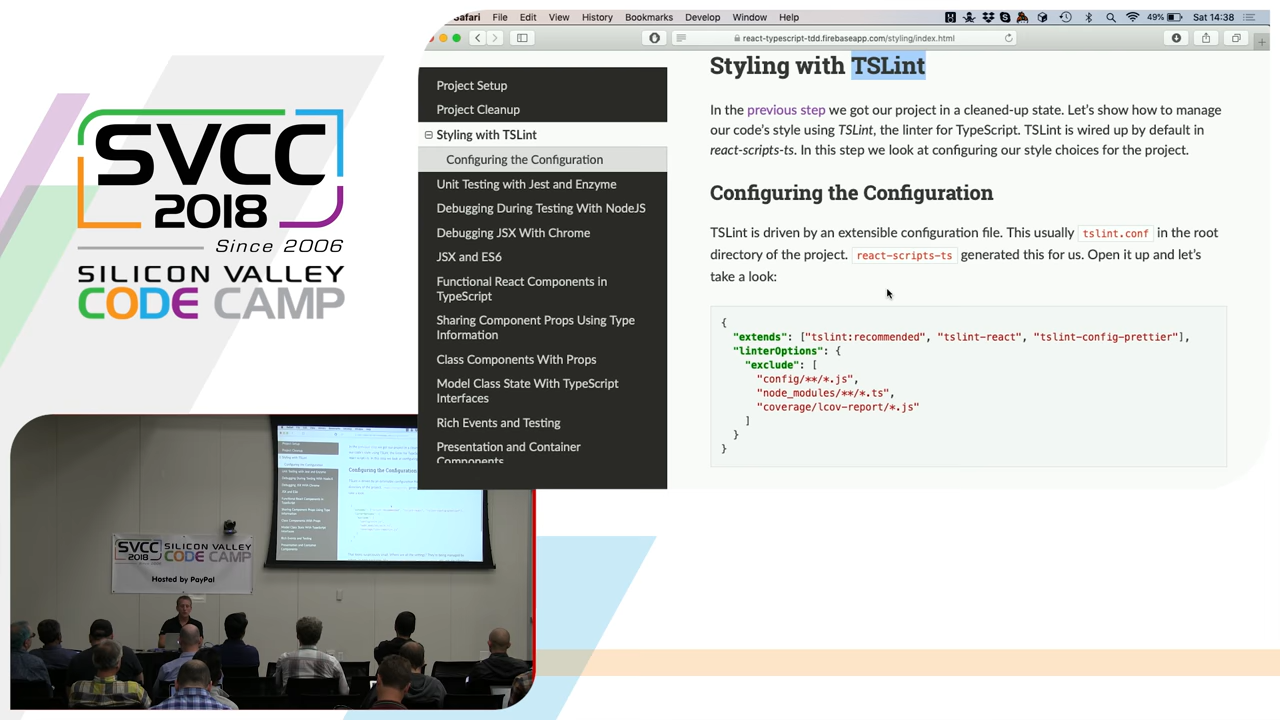 SVCC
2018
Since 2006
SILICON VALLEY
CODE CAMP
Safari File Edit View History Bookmarks Develop Window Help
49% Sat 14:38
react-typescript-tdd.firebaseapp.com/styling/index.html
Project Setup
Project Cleanup
Styling with TSLint
Configuring the Configuration
Unit Testing with Jest and Enzyme
Debugging During Testing With NodeJS
Debugging JSX With Chrome
JSX and ES6
Functional React Components in
TypeScript
Sharing Component Props Using Type
Information
Class Components With Props
Model Class State With TypeScript
Interfaces
Rich Events and Testing
Presentation and Container
Components
Styling with TSLint
In the previous step we got our project in a cleaned-up state. Let’s show how to manage
our code’s style using TSLint, the linter for TypeScript. TSLint is wired up by default in
react-scripts-ts. In this step we look at configuring our style choices for the project.
Configuring the Configuration
TSLint is driven by an extensible configuration file. This usually tslint.conf in the root
directory of the project. react-scripts-ts generated this for us. Open it up and let’s
take a look:
{
"extends": ["tslint:recommended", "tslint-react", "tslint-config-prettier"],
"linterOptions": {
"exclude": [
"config/**/*.js",
"node_modules/**/*.ts",
"coverage/lcov-report/*.js"
]
}
}
SVCC
2018
SILICON VALLEY
CODE CAMP
Hosted by PayPal